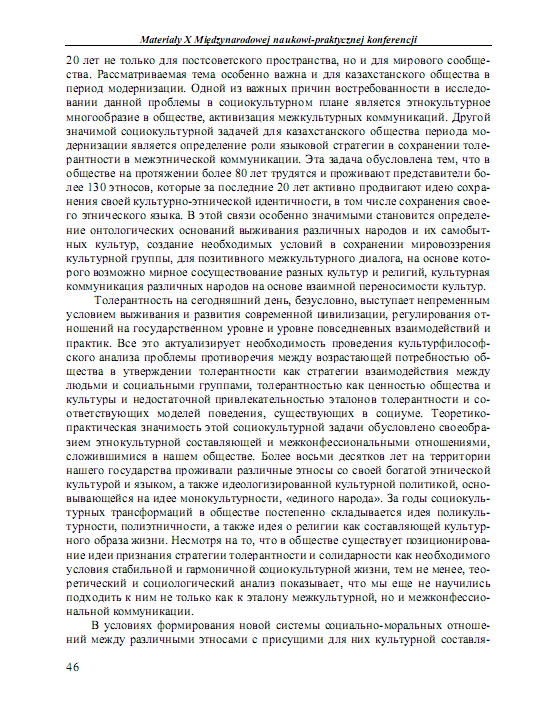 Materiały X Międzynarodowej naukowi-praktycznej konferencji
20 лет не только для постсоветского пространства, но и для мирового сообще-
ства. Рассматриваемая тема особенно важна и для казахстанского общества в
период модернизации. Одной из важных причин востребованности в исследо-
вании данной проблемы в социокультурном плане является этнокультурное
многообразие в обществе, активизация межкультурных коммуникаций. Другой
значимой социокультурной задачей для казахстанского общества периода мо-
дернизации является определение роли языковой стратегии в сохранении толе-
рантности в межэтнической коммуникации. Эта задача обусловлена тем, что в
обществе на протяжении более 80 лет трудятся и проживают представители бо-
лее 130 этносов, которые за последние 20 лет активно продвигают идею сохра-
нения своей культурно-этнической идентичности, в том числе сохранения свое-
го этнического языка. В этой связи особенно значимыми становится определе-
ние онтологических оснований выживания различных народов и их самобыт-
ных культур, создание необходимых условий в сохранении мировоззрения
культурной группы, для позитивного межкультурного диалога, на основе кото-
рого возможно мирное сосуществование разных культур и религий, культурная
коммуникация различных народов на основе взаимной переносимости культур.
Толерантность на сегодняшний день, безусловно, выступает непременным
условием выживания и развития современной цивилизации, регулирования от-
ношений на государственном уровне и уровне повседневных взаимодействий и
практик. Все это актуализирует необходимость проведения культурфилософ-
ского анализа проблемы противоречия между возрастающей потребностью об-
щества в утверждении толерантности как стратегии взаимодействия между
людьми и социальными группами, толерантностью как ценностью общества и
культуры и недостаточной привлекательностью эталонов толерантности и со-
ответствующих моделей поведения, существующих в социуме. Теоретико-
практическая значимость этой социокультурной задачи обусловлено своеобра-
зием этнокультурной составляющей и межконфессиональными отношениями,
сложившимися в нашем обществе. Более восьми десятков лет на территории
нашего государства проживали различные этносы со своей богатой этнической
культурой и языком, а также идеологизированной культурной политикой, осно-
вывающейся на идее монокультурности, «единого народа». За годы социокуль-
турных трансформаций в обществе постепенно складывается идея поликуль-
турности, полиэтничности, а также идея о религии как составляющей культур-
ного образа жизни. Несмотря на то, что в обществе существует позиционирова-
ние идеи признания стратегии толерантности и солидарности как необходимого
условия стабильной и гармоничной социокультурной жизни, тем не менее, тео-
ретический и социологический анализ показывает, что мы еще не научились
подходить к ним не только как к эталону межкультурной, но и межконфессио-
нальной коммуникации.
В условиях формирования новой системы социально-моральных отноше-
ний между различными этносами с присущими для них культурной составля-
46